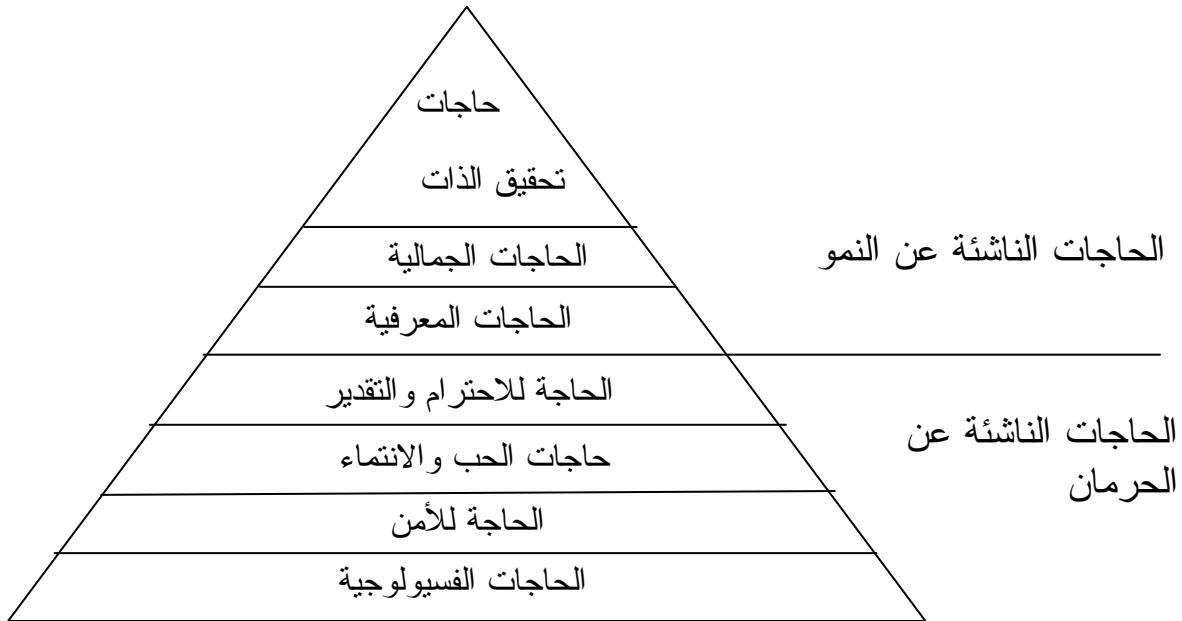 حاجات
تحقيق الذات
الحاجات الجمالية
الحاجات المعرفية
الحاجة للاحترام والتقدير
حاجات الحب والانتماء
الحاجة للأمن
الحاجات الفسيولوجية
الحاجات الناشئة عن النمو
الحاجات الناشئة عن
الحرمان